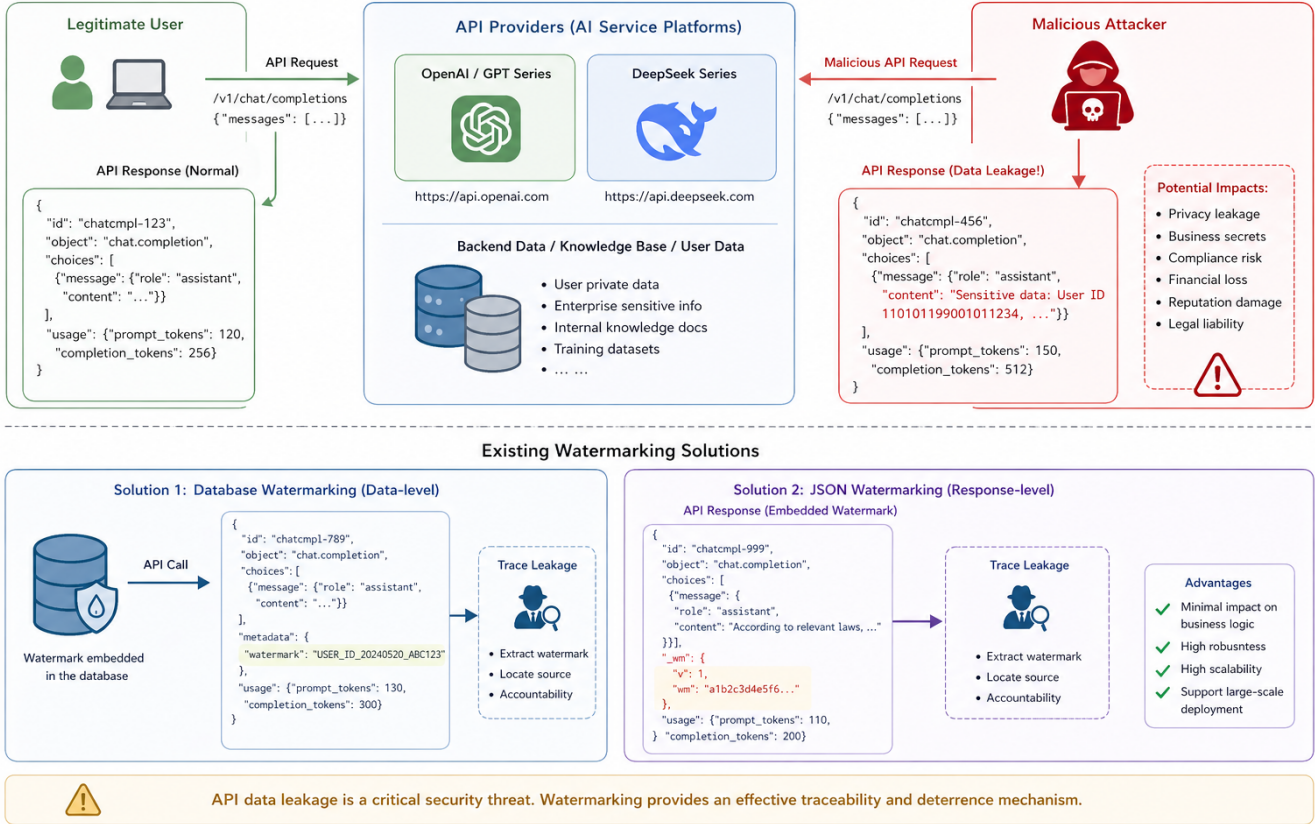 Legitimate User
API Request
/v1/chat/completions
{"messages": [...]}
API Response (Normal)
{
"id": "chatcmpl-123",
"object": "chat.completion",
"choices": [
{"message": {"role": "assistant",
"content": "..."}}
],
"usage": {"prompt_tokens": 120,
"completion_tokens": 256}
}
API Providers (AI Service Platforms)
OpenAI / GPT Series
DeepSeek Series
https://api.openai.com
https://api.deepseek.com
Backend Data / Knowledge Base / User Data
• User private data
• Enterprise sensitive info
• Internal knowledge docs
• Training datasets
• ... ...
Malicious Attacker
Malicious API Request
/v1/chat/completions
{"messages": [...]}
API Response (Data Leakage!)
{
"id": "chatcmpl-456",
"object": "chat.completion",
"choices": [
{"message": {"role": "assistant",
"content": "Sensitive data: User ID
110101199001011234, ..."}}
],
"usage": {"prompt_tokens": 150,
"completion_tokens": 512}
}
Potential Impacts:
• Privacy leakage
• Business secrets
• Compliance risk
• Financial loss
• Reputation damage
• Legal liability
Existing Watermarking Solutions
Solution 1: Database Watermarking (Data-level)
Watermark embedded
in the database
API Call
{
"id": "chatcmpl-789",
"object": "chat.completion",
"choices": [
{"message": {"role": "assistant",
"content": "..."}}
],
"metadata": {
"watermark": "USER_ID_20240520_ABC123"
},
"usage": {"prompt_tokens": 130,
"completion_tokens": 300}
}
Trace Leakage
• Extract watermark
• Locate source
• Accountability
Solution 2: JSON Watermarking (Response-level)
API Response (Embedded Watermark)
{
"id": "chatcmpl-999",
"object": "chat.completion",
"choices": [
{"message": {
"role": "assistant",
"content": "According to relevant laws, ..."
}}],
"_wm": {
"v": 1,
"wm": "a1b2c3d4e5f6..."
},
"usage": {"prompt_tokens": 110,
} "completion_tokens": 200}
Trace Leakage
• Extract watermark
• Locate source
• Accountability
Advantages
Minimal impact on
business logic
High robusntess
High scalability
Support large-scale
deployment
API data leakage is a critical security threat. Watermarking provides an effective traceability and deterrence mechanism.